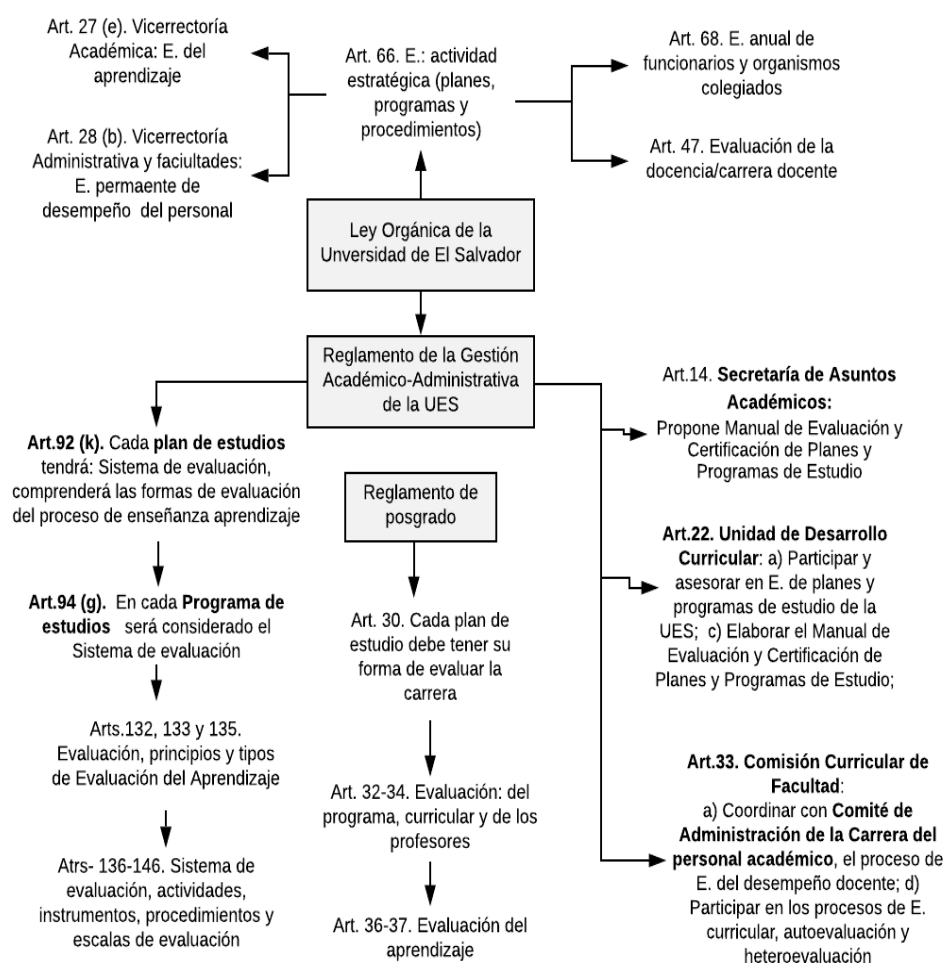 Art. 27 (e). Vicerrectoría
Académica: E. del
aprendizaje
Art. 28 (b). Vicerrectoría
Administrativa y faciultades:
E. permaente de
desempeño del personal
Art. 66. E.: actividad
estratégica (planes,
programas y
procedimientos)
Art. 68. E. anual de
funcionarios y organismos
colegiados
Art. 47. Evaluación de la
docencia/carrera docente
Ley Orgánica de la
Unversidad de El Salvador
Reglamento de la Gestión
Académico-Administrativa
de la UES
Art.92 (k). Cada plan de estudios
tendrá: Sistema de evaluación,
comprenderá las formas de evaluación
del proceso de enseñanza aprendizaje
Art.94 (g). En cada Programa de
estudios será considerado el
Sistema de evaluación
Arts.132, 133 y 135.
Evaluación, principios y tipos
de Evaluación del Aprendizaje
Atrs- 136-146. Sistema de
evaluación, actividades,
instrumentos, procedimientos y
escalas de evaluación
Reglamento de
posgrado
Art. 30. Cada plan de
estudio debe tener su
forma de evaluar la
carrera
Art. 32-34. Evaluación: del
programa, curricular y de los
profesores
Art. 36-37. Evaluación del
aprendizaje
Art.14. Secretaría de Asuntos
Académicos:
Propone Manual de Evaluación y
Certificación de Planes y
Programas de Estudio
Art.22. Unidad de Desarrollo
Curricular: a) Participar y
asesorar en E. de planes y
programas de estudio de la
UES; c) Elaborar el Manual de
Evaluación y Certificación de
Planes y Programas de Estudio;
Art.33. Comisión Curricular de
Facultad:
a) Coordinar con Comité de
Administración de la Carrera del
personal académico, el proceso de
E. del desempeño docente; d)
Participar en los procesos de E.
curricular, autoevaluación y
heteroevaluación